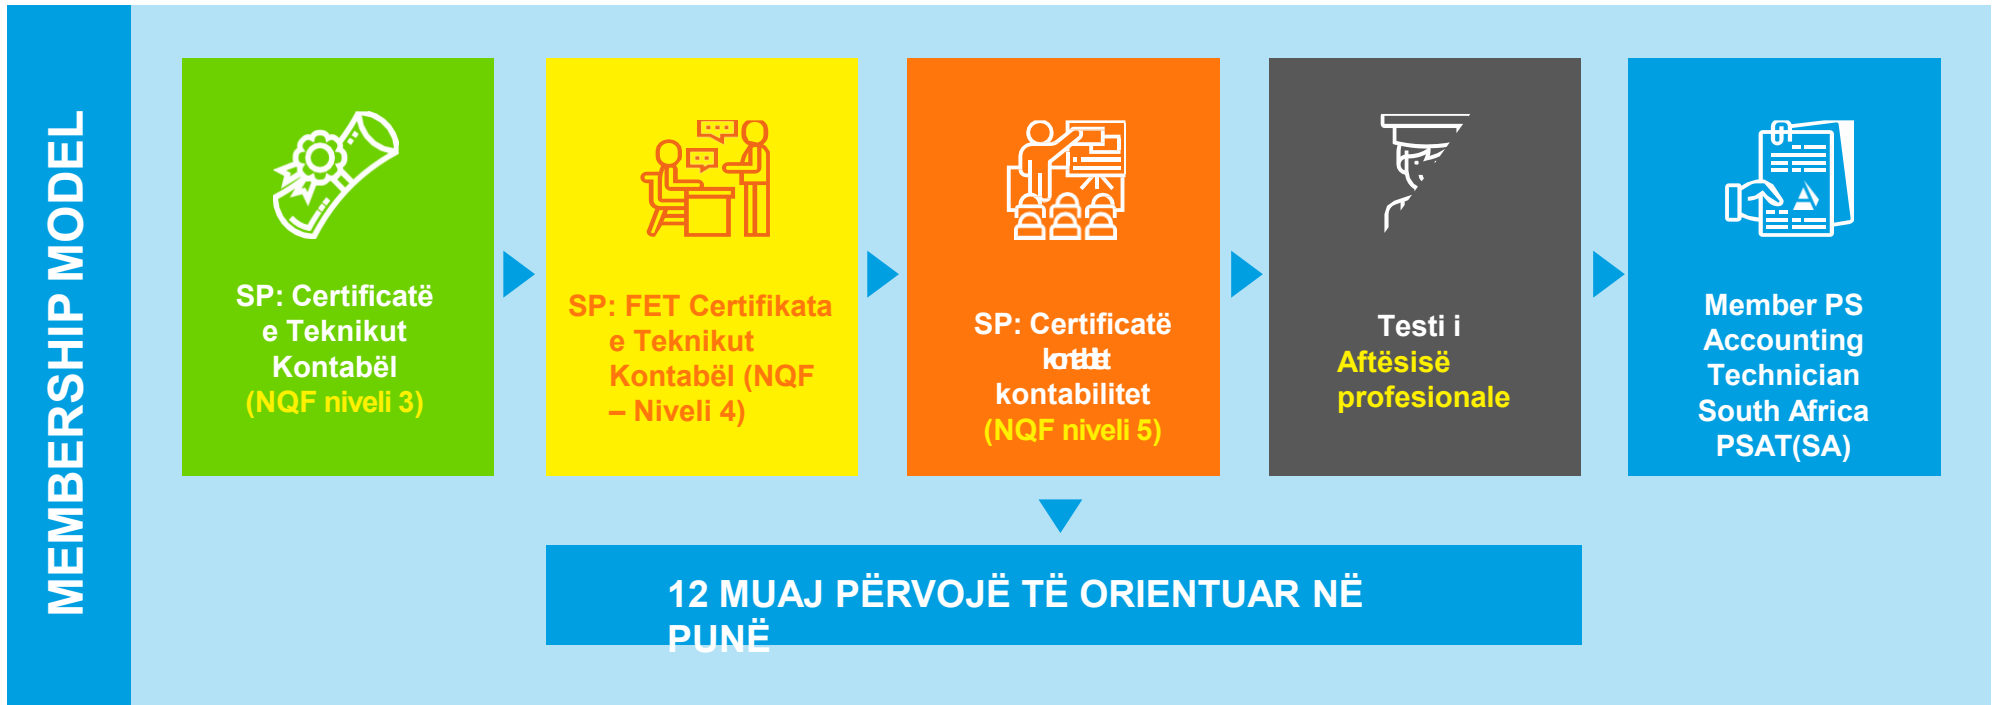 MEMBERSHIP MODEL
SP: Certificatë
e Teknikut
Kontabël
(NQF niveli 3)
SP: FET Certifikata
e Teknikut
Kontabël (NQF
– Niveli 4)
SP: Certificatë
kontabilitet
(NQF niveli 5)
Testi i
Aftësisë
profesionale
Member PS
Accounting
Technician
South Africa
PSAT(SA)
12 MUAJ PËRVOJË TË ORIENTUAR NË
PUNË